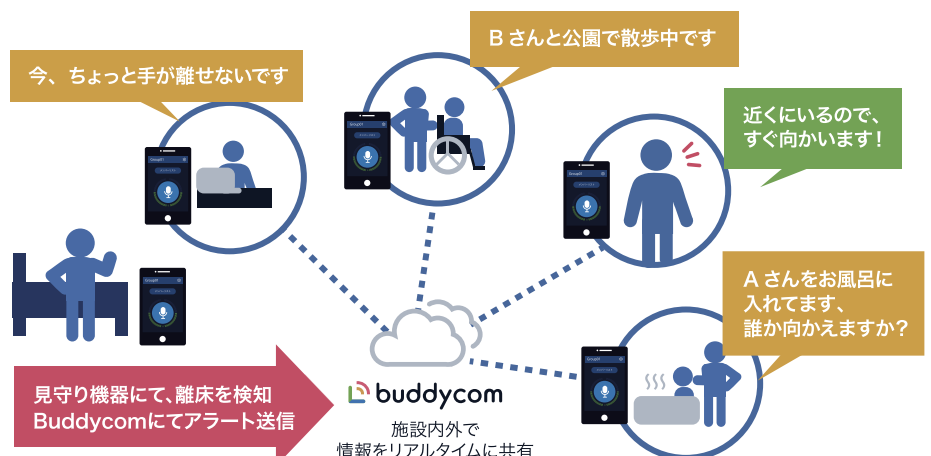 B さんと公園で散歩中です
今、ちょっと手が離せないです
近くにいるので、
すぐ向かいます!
A さんをお風呂に
入れてます、
誰か向かえますか?
見守り機器にて、離床を検知
Buddycomにてアラート送信
buddycom
施設内外で
情報をリアルタイムに共有
Group01
Group01
Group01
Group01
Group01